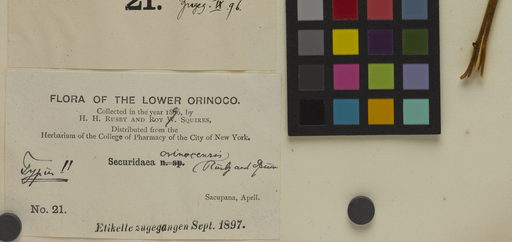 21.
FLORA OF THE LOWER ORINOCO.
Collected in the year 1896, by
H. H. RUSBY AND ROY W. SQUIRES,
Distributed from the
Herbarium of the College of Pharmacy of the City of New York.
orinocensis
Typus !!
Securidaea n. sp. (Rusby and
Sacupana, April.
No. 21.
Etikette zugegangen Sept. 1897.